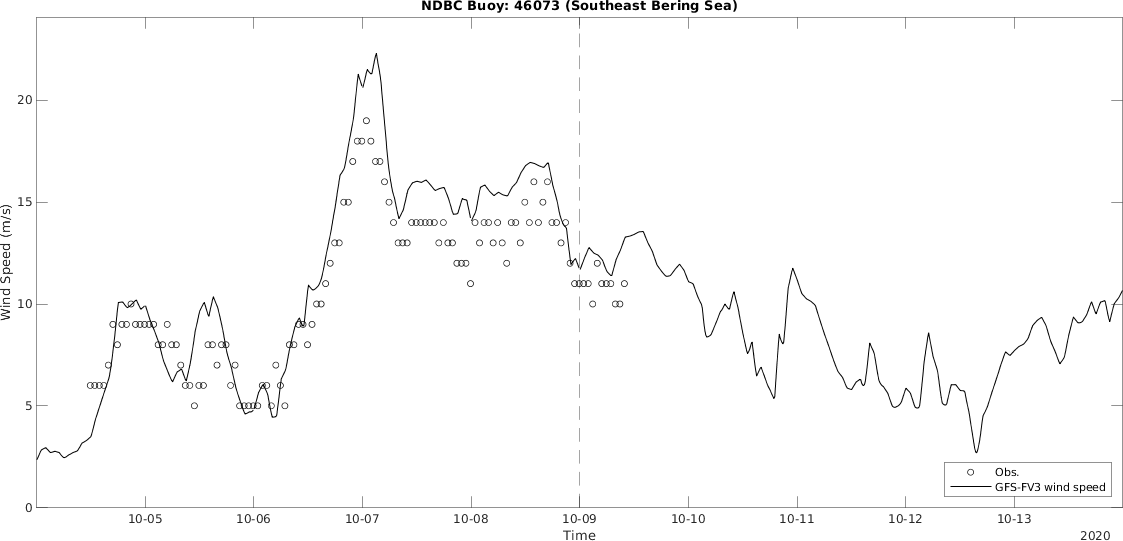 NDBC Buoy: 46073 (Southeast Bering Sea)
Wind Speed (m/s)
20
15
10
5
0
10-05 10-06 10-07 10-08 10-09 10-10 10-11 10-12 10-13
Time
2020
Obs.
GFS-FV3 wind speed